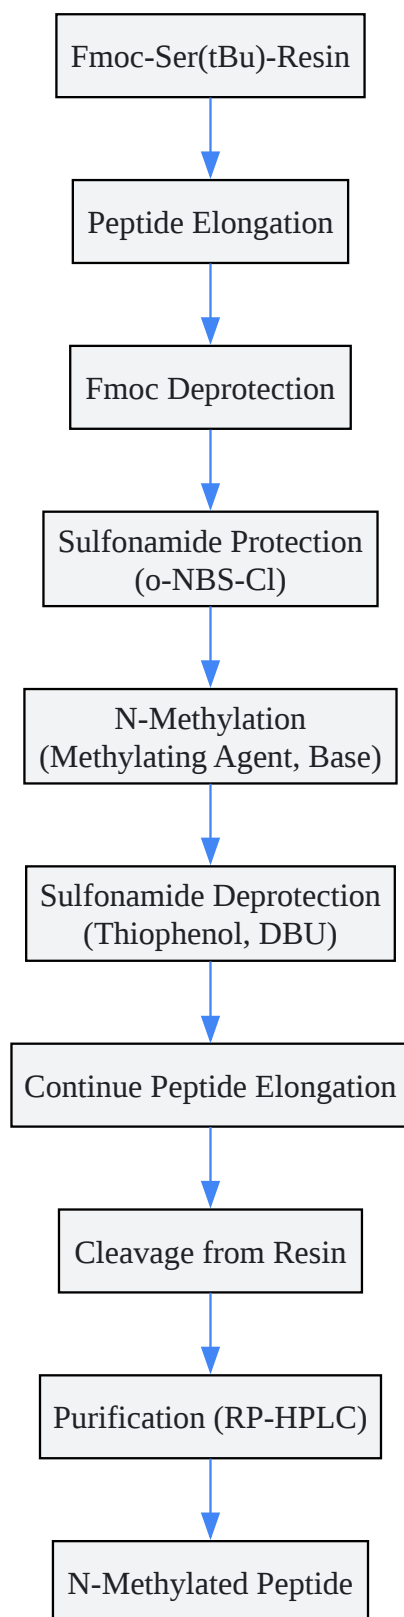 Fmoc-Ser(tBu)-Resin
Peptide Elongation
Fmoc Deprotection
Sulfonamide Protection
(o-NBS-Cl)
N-Methylation
(Methylating Agent, Base)
Sulfonamide Deprotection
(Thiophenol, DBU)
Continue Peptide Elongation
Cleavage from Resin
Purification (RP-HPLC)
N-Methylated Peptide